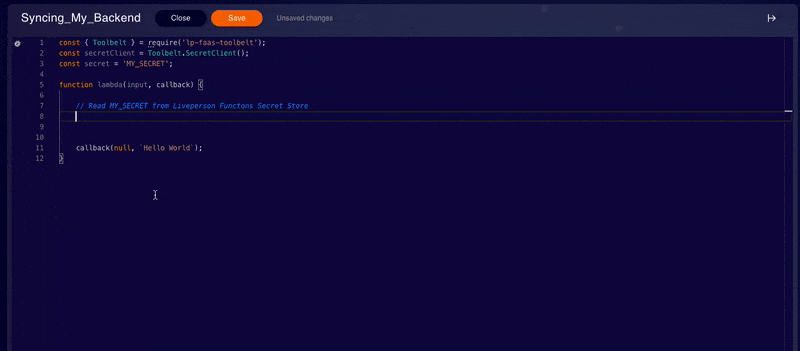 Syncing_My_Backend Close Save Unsaved changes
1 const { Toolbelt } = require('lp-faas-toolbelt');
2 const secretClient = Toolbelt.SecretClient();
3 const secret = 'MY_SECRET';
4
5 function lambda(input, callback) {
6
7 // Read MY_SECRET from Liveperson Functons Secret Store
8
9
10
11 callback(null, `Hello World`);
12 }